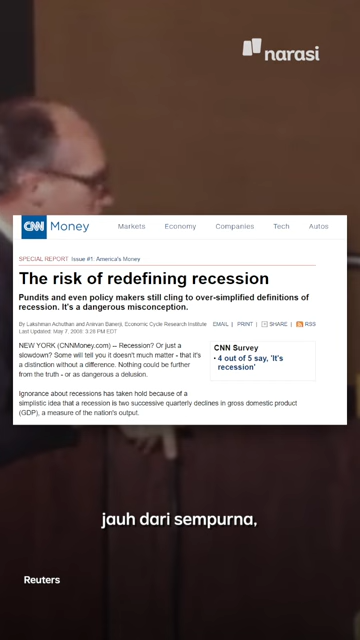 narasi
CNN Money Markets Economy Companies Tech Autos
SPECIAL REPORT Issue #1: America's Money
The risk of redefining recession
Pundits and even policy makers still cling to over-simplified definitions of
recession. It's a dangerous misconception.
By Lakshman Achuthan and Anirvan Banerji, Economic Cycle Research Institute
Last Updated: May 7, 2008: 3:28 PM EDT
EMAIL | PRINT | SHARE | RSS
NEW YORK (CNNMoney.com) -- Recession? Or just a
slowdown? Some will tell you it doesn't much matter - that it's
a distinction without a difference. Nothing could be further
from the truth - or as dangerous a delusion.
CNN Survey
• 4 out of 5 say, 'It's
recession'
Ignorance about recessions has taken hold because of a
simplistic idea that a recession is two successive quarterly declines in gross domestic product
(GDP), a measure of the nation's output.
jauh dari sempurna,
Reuters